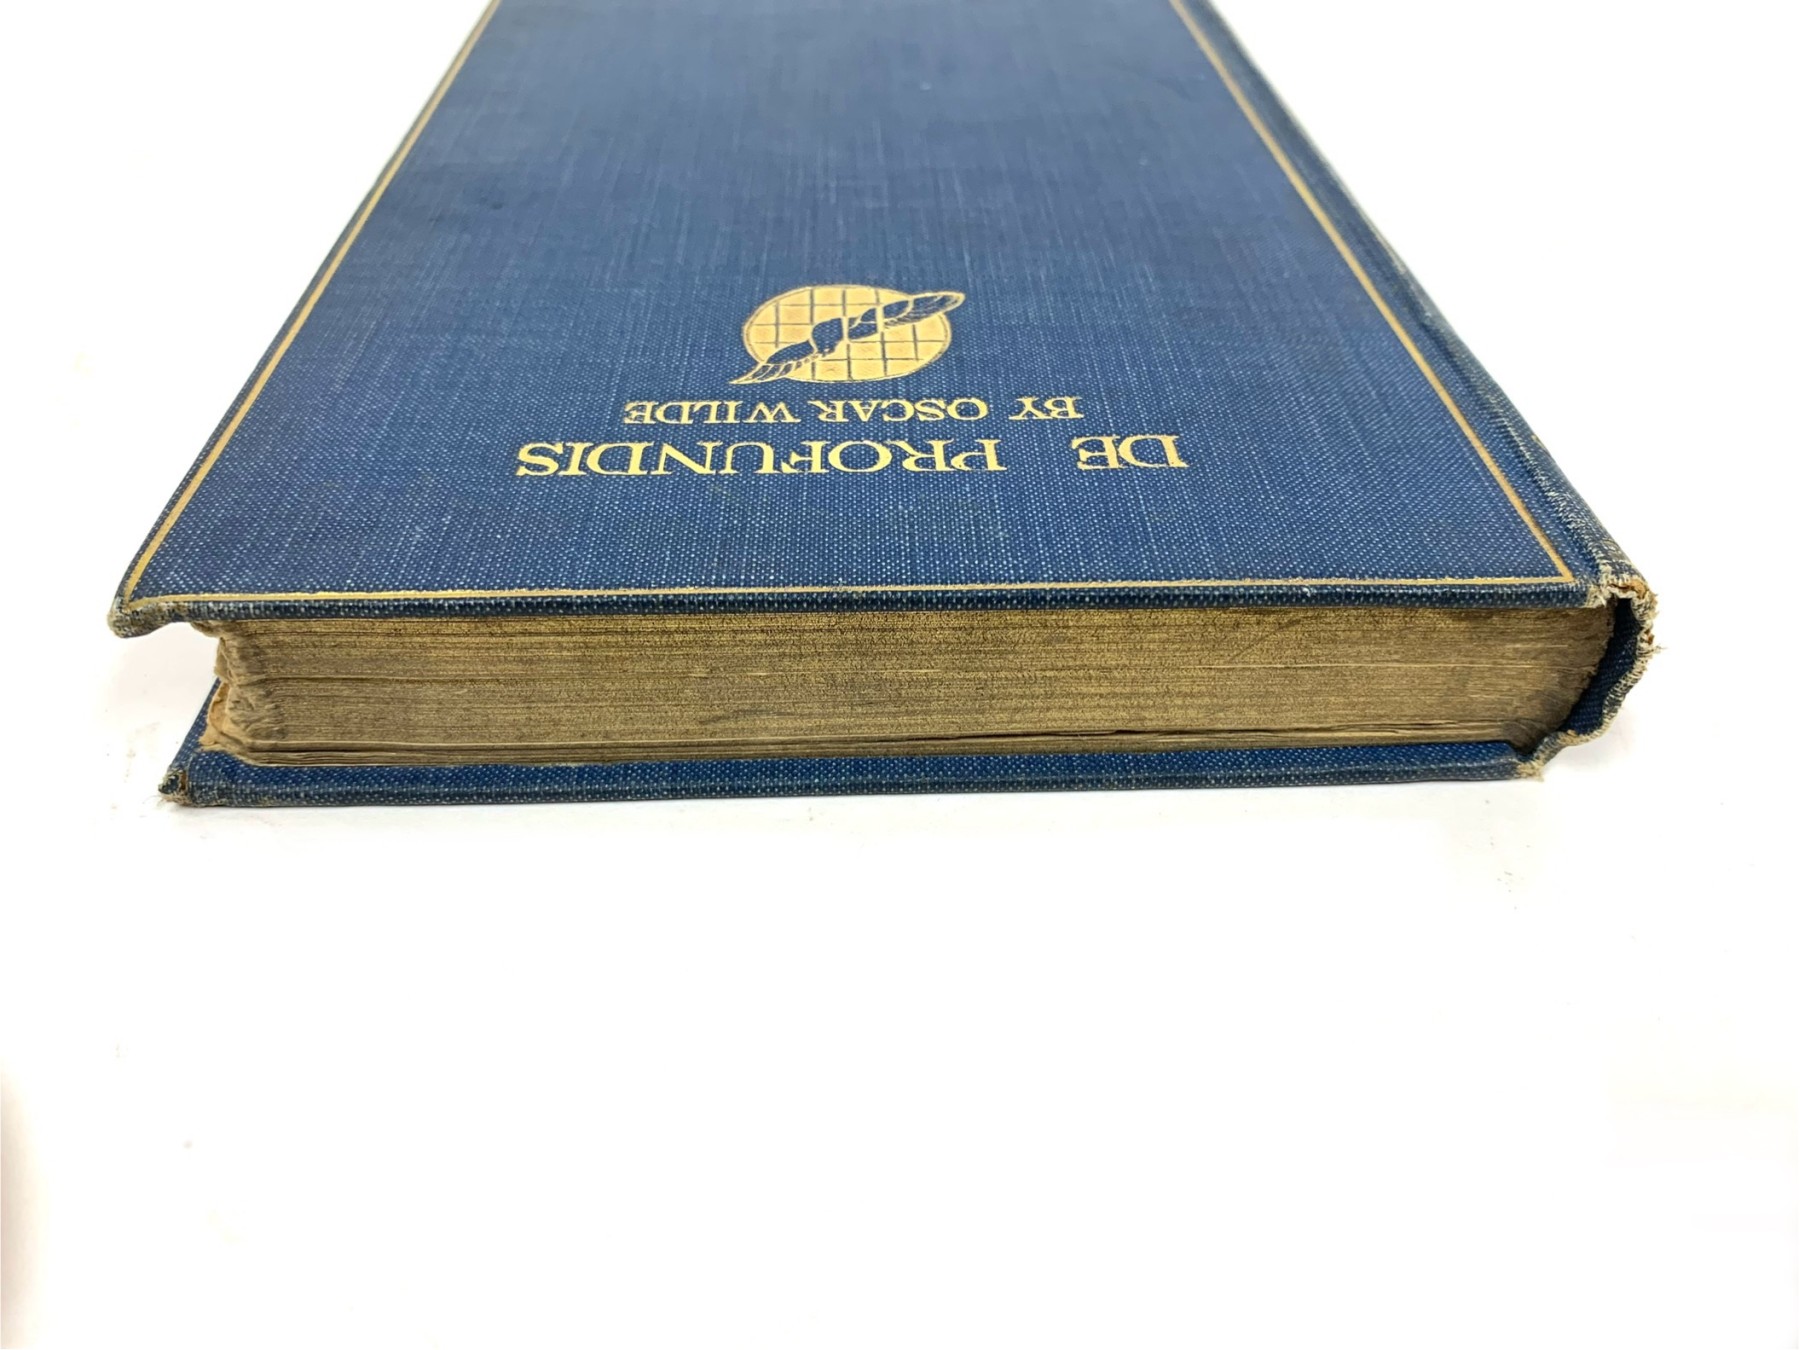 DE PROFUNDIS
BY OSCAR WILDE